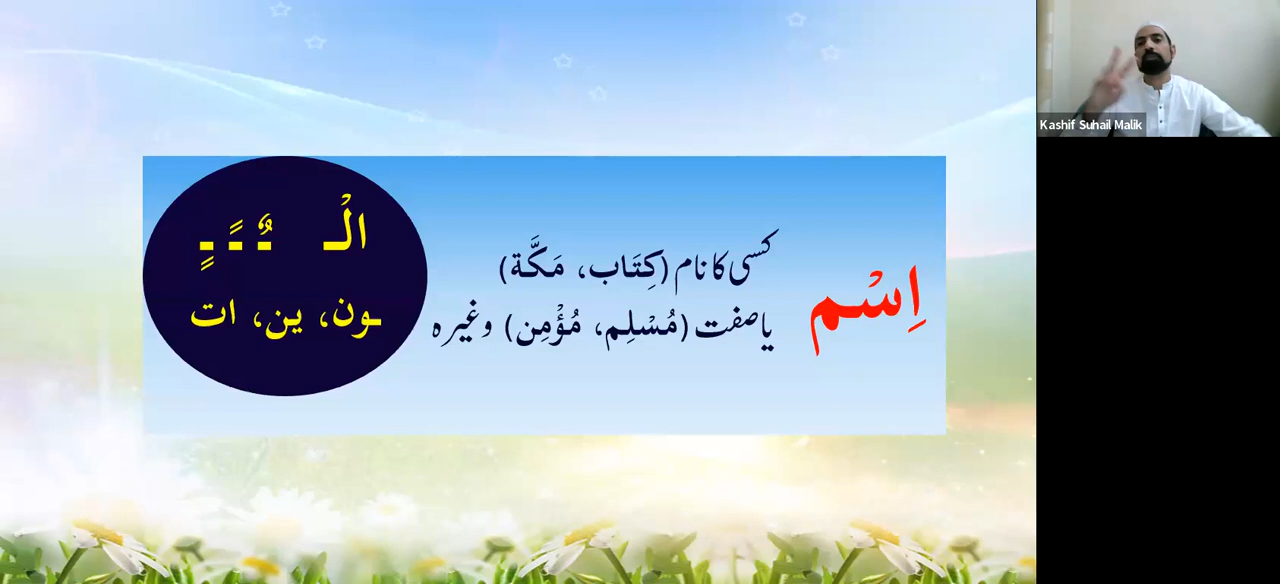 اِسْم
کسی کا نام (کِتَاب، مَکَّة)
یا صفت (مُسْلِم، مُؤْمِن) وغیرہ
الْـ ـٌ ـً ـٍ
ـون، ین، ات
Kashif Suhail Malik